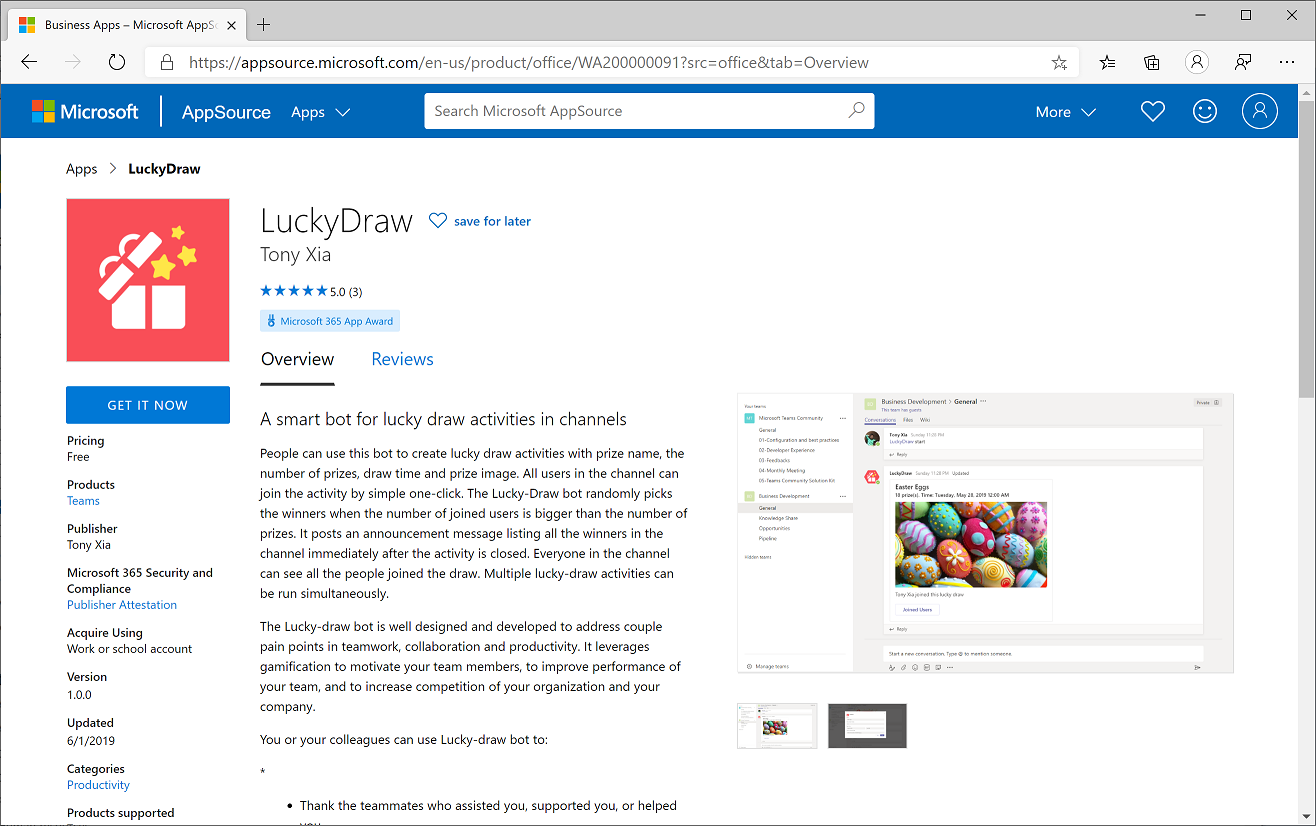 Business Apps – Microsoft AppS
https://appsource.microsoft.com/en-us/product/office/WA200000091?src=office&tab=Overview
Microsoft AppSource Apps Search Microsoft AppSource More
Apps > LuckyDraw
LuckyDraw save for later
Tony Xia
5.0 (3)
Microsoft 365 App Award
Overview Reviews
GET IT NOW
Pricing
Free
Products
Teams
Publisher
Tony Xia
Microsoft 365 Security and
Compliance
Publisher Attestation
Acquire Using
Work or school account
Version
1.0.0
Updated
6/1/2019
Categories
Productivity
Products supported
A smart bot for lucky draw activities in channels
People can use this bot to create lucky draw activities with prize name, the
number of prizes, draw time and prize image. All users in the channel can
join the activity by simple one-click. The Lucky-Draw bot randomly picks
the winners when the number of joined users is bigger than the number of
prizes. It posts an announcement message listing all the winners in the
channel immediately after the activity is closed. Everyone in the channel
can see all the people joined the draw. Multiple lucky-draw activities can
be run simultaneously.
The Lucky-draw bot is well designed and developed to address couple
pain points in teamwork, collaboration and productivity. It leverages
gamification to motivate your team members, to improve performance of
your team, and to increase competition of your organization and your
company.
You or your colleagues can use Lucky-draw bot to:
*
• Thank the teammates who assisted you, supported you, or helped
Your teams
Microsoft Teams Community ···
General
01-Configuration and best practices
02-Developer Experience
03-Feedbacks
04-Monthly Meeting
05-Teams Community Solution Kit
Business Development ···
General
Knowledge Share
Opportunities
Pipeline
Hidden teams
Manage teams
Business Development > General ···
This team has guests
Private
Conversations Files Wiki
Tony Xia Sunday 11:28 PM
LuckyDraw start
Reply
LuckyDraw Sunday 11:28 PM Updated
Easter Eggs
10 prize(s). Time: Tuesday, May 28, 2019 12:00 AM
Tony Xia joined this lucky draw
Joined Users
Reply
Start a new conversation. Type @ to mention someone.